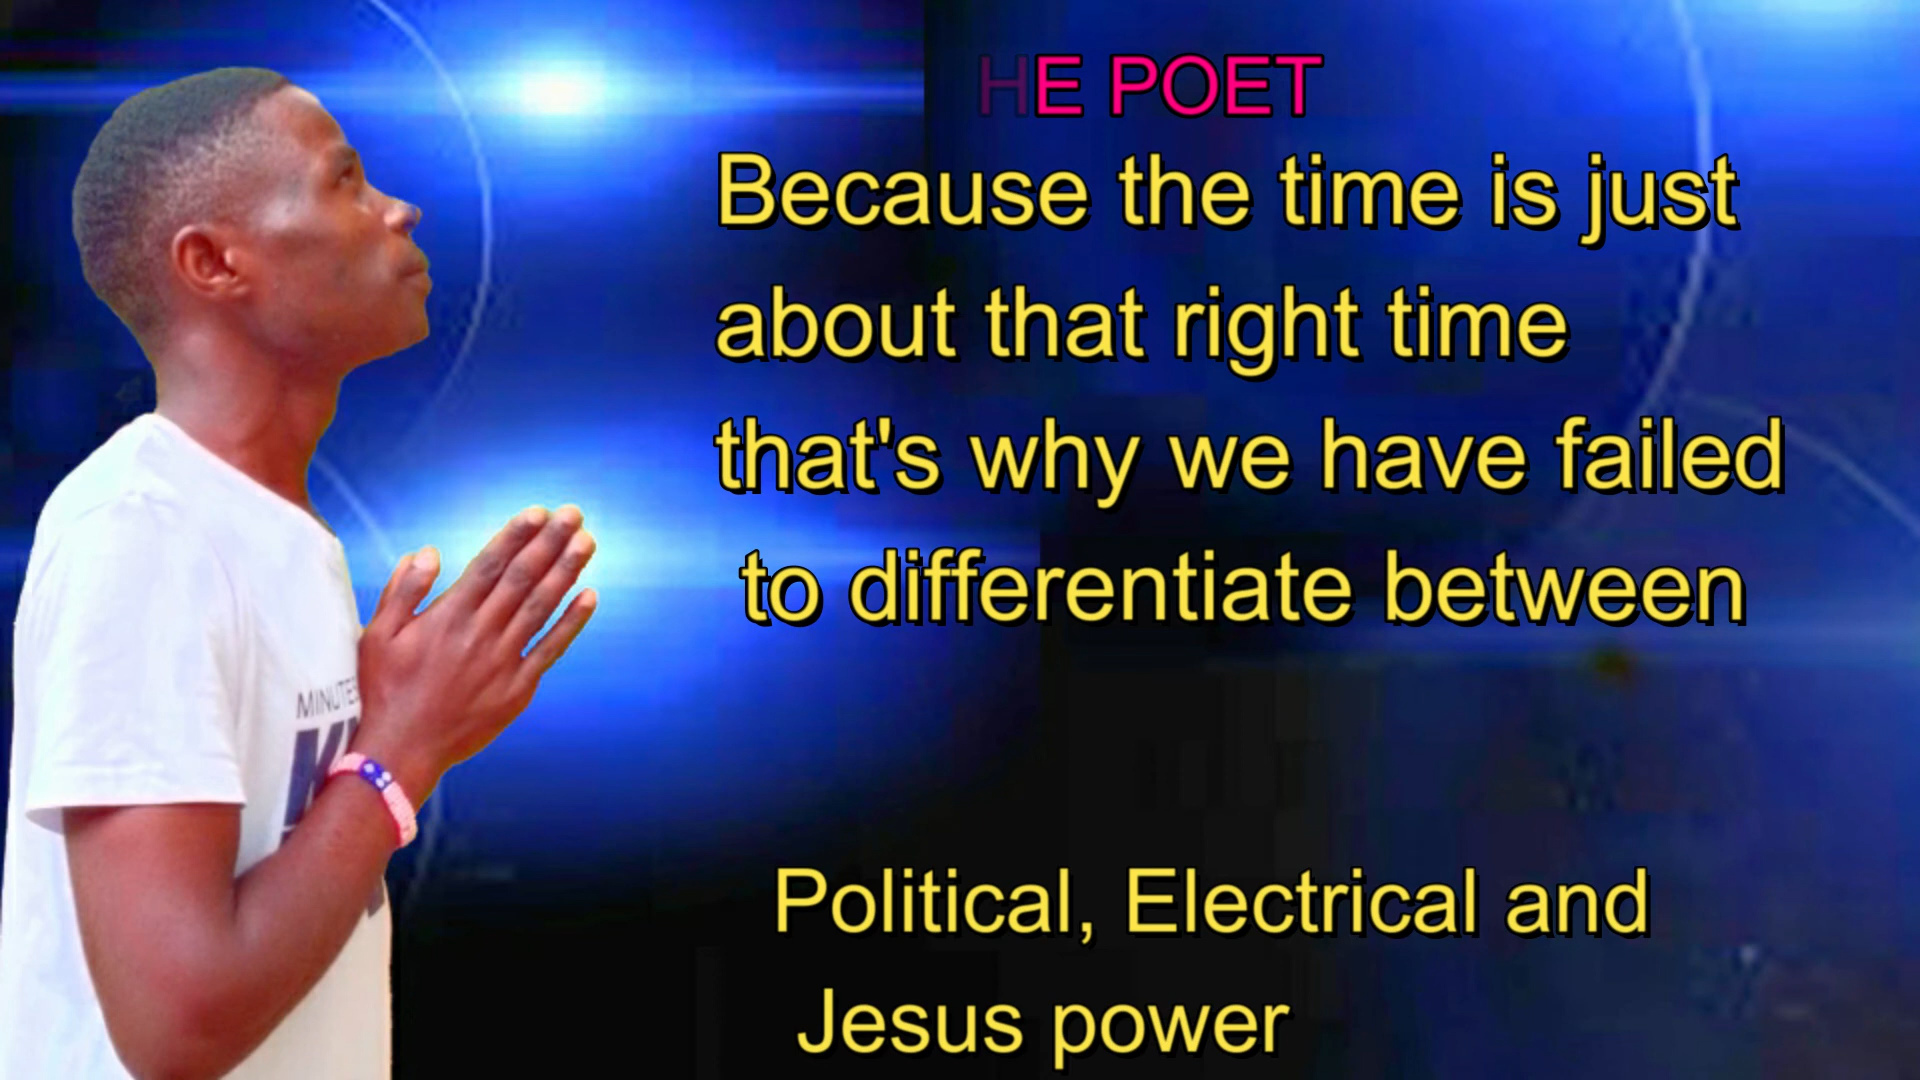 HE POET
Because the time is just
about that right time
that's why we have failed
to differentiate between
Political, Electrical and
Jesus power
MINUTES